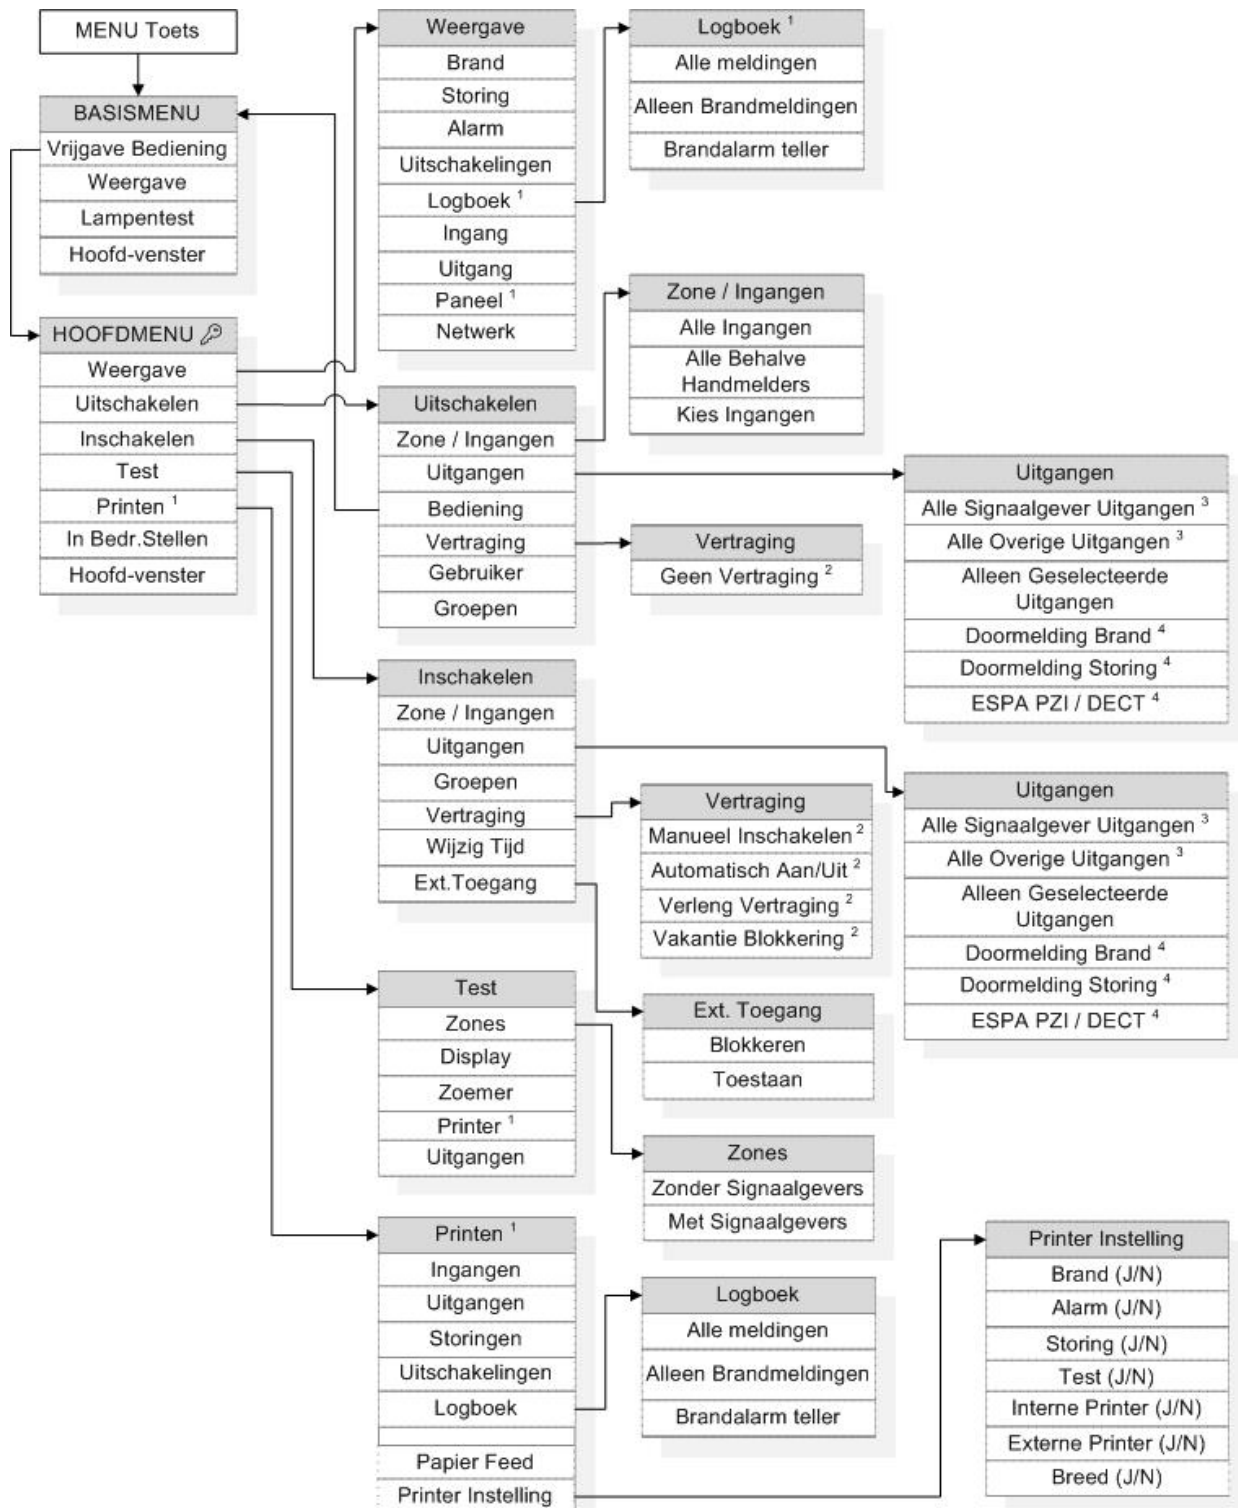 MENU Toets
BASISMENU
Vrijgave Bediening
Weergave
Lampentest
Hoofd-venster
HOOFDMENU
Weergave
Uitschakelen
Inschakelen
Test
Printen ¹
In Bedr.Stellen
Hoofd-venster
Weergave
Brand
Storing
Alarm
Uitschakelingen
Logboek ¹
Ingang
Uitgang
Paneel ¹
Netwerk
Logboek ¹
Alle meldingen
Alleen Brandmeldingen
Brandalarm teller
Uitschakelen
Zone / Ingangen
Uitgangen
Bediening
Vertraging
Gebruiker
Groepen
Zone / Ingangen
Alle Ingangen
Alle Behalve
Handmelders
Kies Ingangen
Vertraging
Geen Vertraging ²
Uitgangen
Alle Signaalgever Uitgangen ³
Alle Overige Uitgangen ³
Alleen Geselecteerde
Uitgangen
Doormelding Brand ⁴
Doormelding Storing ⁴
ESPA PZI / DECT ⁴
Inschakelen
Zone / Ingangen
Uitgangen
Groepen
Vertraging
Wijzig Tijd
Ext.Toegang
Vertraging
Manueel Inschakelen ²
Automatisch Aan/Uit ²
Verleng Vertraging ²
Vakantie Blokkering ²
Uitgangen
Alle Signaalgever Uitgangen ³
Alle Overige Uitgangen ³
Alleen Geselecteerde
Uitgangen
Doormelding Brand ⁴
Doormelding Storing ⁴
ESPA PZI / DECT ⁴
Ext. Toegang
Blokkeren
Toestaan
Test
Zones
Display
Zoemer
Printer ¹
Uitgangen
Zones
Zonder Signaalgevers
Met Signaalgevers
Printen ¹
Ingangen
Uitgangen
Storingen
Uitschakelingen
Logboek
Papier Feed
Printer Instelling
Logboek
Alle meldingen
Alleen Brandmeldingen
Brandalarm teller
Printer Instelling
Brand (J/N)
Alarm (J/N)
Storing (J/N)
Test (J/N)
Interne Printer (J/N)
Externe Printer (J/N)
Breed (J/N)